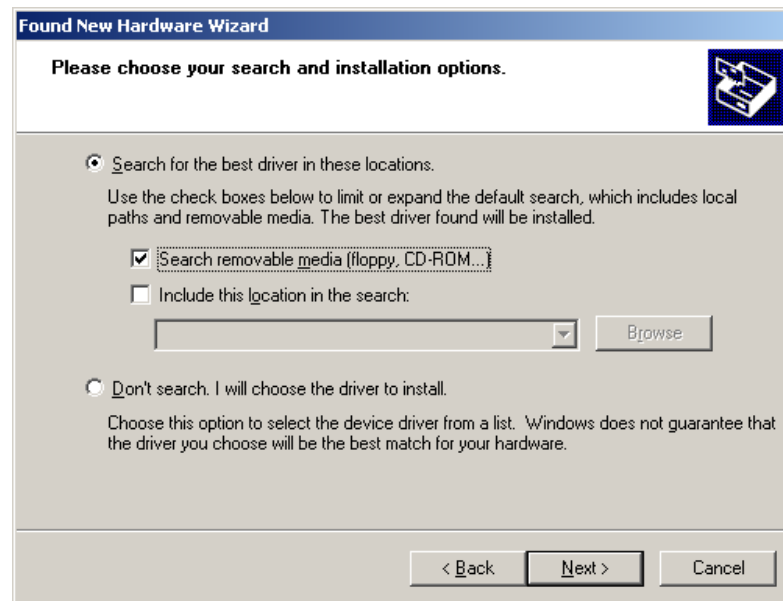 Found New Hardware Wizard
Please choose your search and installation options.
Search for the best driver in these locations.
Use the check boxes below to limit or expand the default search, which includes local
paths and removable media. The best driver found will be installed.
Search removable media (floppy, CD-ROM...)
Include this location in the search:
Browse
Don't search. I will choose the driver to install.
Choose this option to select the device driver from a list. Windows does not guarantee that
the driver you choose will be the best match for your hardware.
< Back Next > Cancel